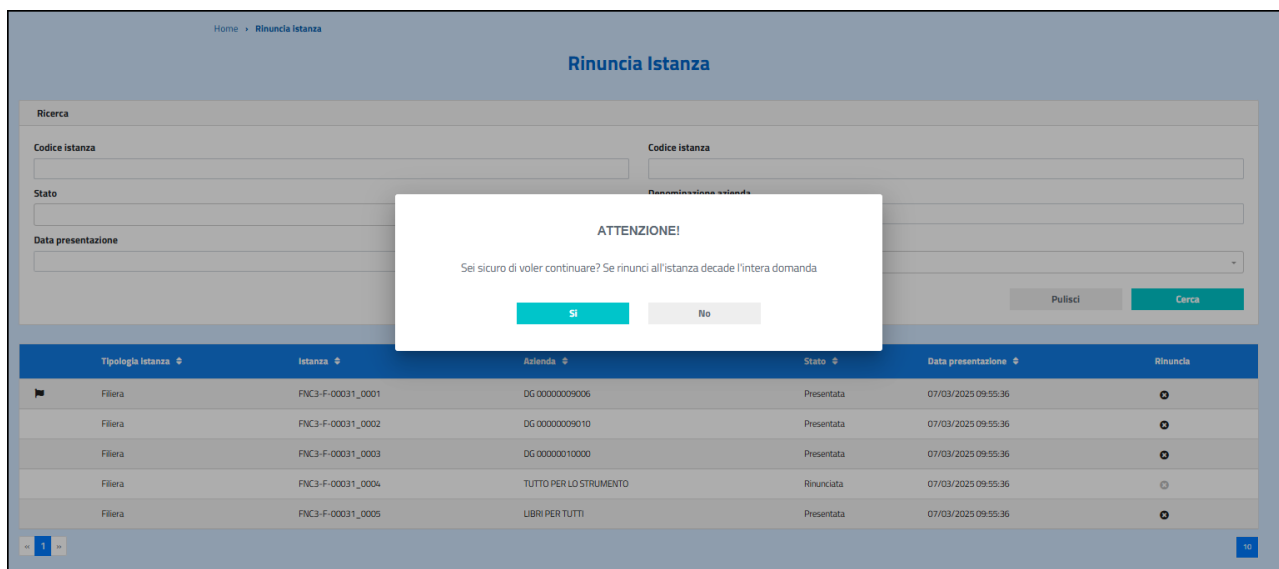 Home › Rinuncia istanza
Rinuncia Istanza
Ricerca
Codice istanza Codice istanza
Stato Denominazione azienda
Data presentazione
ATTENZIONE!
Sei sicuro di voler continuare? Se rinunci all'istanza decade l'intera domanda
Si No
Pulisci Cerca
Tipologia istanza Istanza Azienda Stato Data presentazione Rinuncia
Filiera FNC3-F-00031_0001 DG 00000009006 Presentata 07/03/2025 09:55:36
Filiera FNC3-F-00031_0002 DG 00000009010 Presentata 07/03/2025 09:55:36
Filiera FNC3-F-00031_0003 DG 00000010000 Presentata 07/03/2025 09:55:36
Filiera FNC3-F-00031_0004 TUTTO PER LO STRUMENTO Rinunciata 07/03/2025 09:55:36
Filiera FNC3-F-00031_0005 LIBRI PER TUTTI Presentata 07/03/2025 09:55:36
« 1 » 10